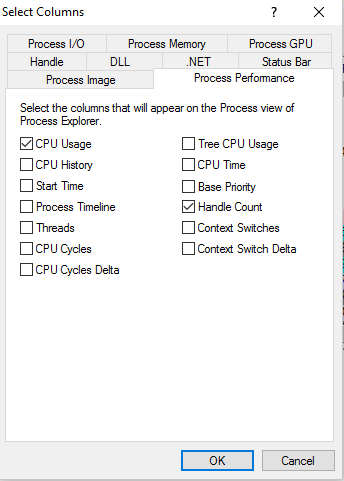 Select Columns
?
Process I/O Process Memory Process GPU
Handle DLL .NET Status Bar
Process Image Process Performance
Select the columns that will appear on the Process view of
Process Explorer.
CPU Usage Tree CPU Usage
CPU History CPU Time
Start Time Base Priority
Process Timeline Handle Count
Threads Context Switches
CPU Cycles Context Switch Delta
CPU Cycles Delta
OK Cancel